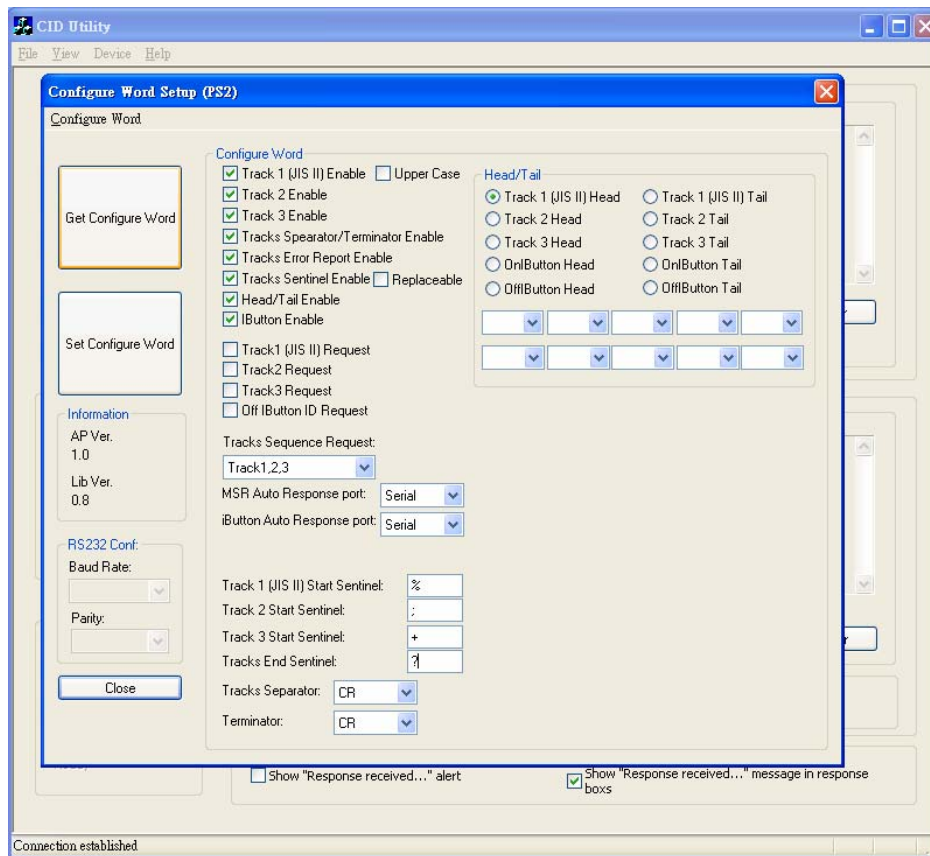 CID Utility
File View Device Help
Configure Word Setup (PS2)
Configure Word
Get Configure Word
Set Configure Word
Information
AP Ver.
1.0
Lib Ver.
0.8
RS232 Conf:
Baud Rate:
Parity:
Close
Configure Word
Track 1 (JIS II) Enable Upper Case
Track 2 Enable
Track 3 Enable
Tracks Spearator/Terminator Enable
Tracks Error Report Enable
Tracks Sentinel Enable Replaceable
Head/Tail Enable
IButton Enable
Track1 (JIS II) Request
Track2 Request
Track3 Request
Off IButton ID Request
Tracks Sequence Request:
Track1,2,3
MSR Auto Response port: Serial
iButton Auto Response port: Serial
Track 1 (JIS II) Start Sentinel: %
Track 2 Start Sentinel: ;
Track 3 Start Sentinel: +
Tracks End Sentinel: ?
Tracks Separator: CR
Terminator: CR
Head/Tail
Track 1 (JIS II) Head Track 1 (JIS II) Tail
Track 2 Head Track 2 Tail
Track 3 Head Track 3 Tail
OnIButton Head OnIButton Tail
OffIButton Head OffIButton Tail
Show "Response received..." alert
Show "Response received..." message in response
boxs
Connection established